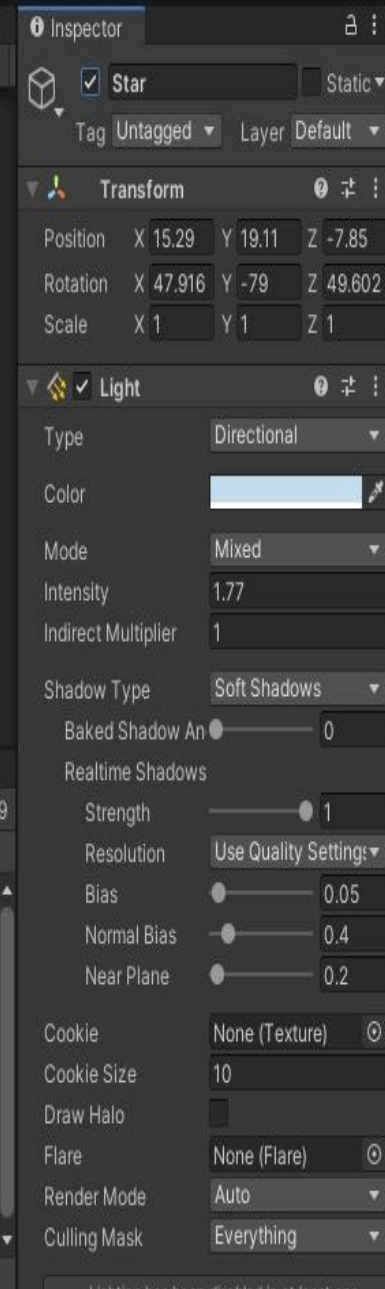 Inspector
Star Static
Tag Untagged Layer Default
Transform
Position X 15.29 Y 19.11 Z -7.85
Rotation X 47.916 Y -79 Z 49.602
Scale X 1 Y 1 Z 1
Light
Type Directional
Color
Mode Mixed
Intensity 1.77
Indirect Multiplier 1
Shadow Type Soft Shadows
Baked Shadow An 0
Realtime Shadows
Strength 1
Resolution Use Quality Settings
Bias 0.05
Normal Bias 0.4
Near Plane 0.2
Cookie None (Texture)
Cookie Size 10
Draw Halo
Flare None (Flare)
Render Mode Auto
Culling Mask Everything